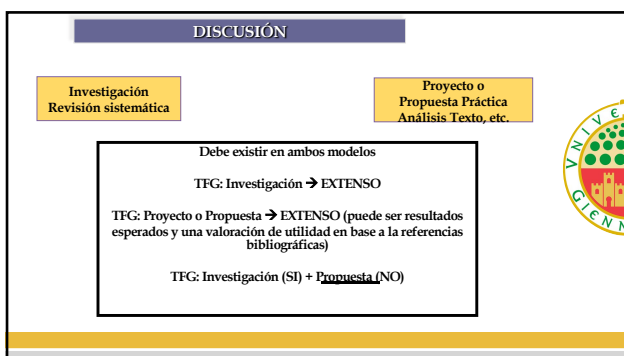 DISCUSIÓN
Investigación
Revisión sistemática
Proyecto o
Propuesta Práctica
Análisis Texto, etc.
Debe existir en ambos modelos
TFG: Investigación → EXTENSO
TFG: Proyecto o Propuesta → EXTENSO (puede ser resultados
esperados y una valoración de utilidad en base a la referencias
bibliográficas)
TFG: Investigación (SI) + Propuesta (NO)